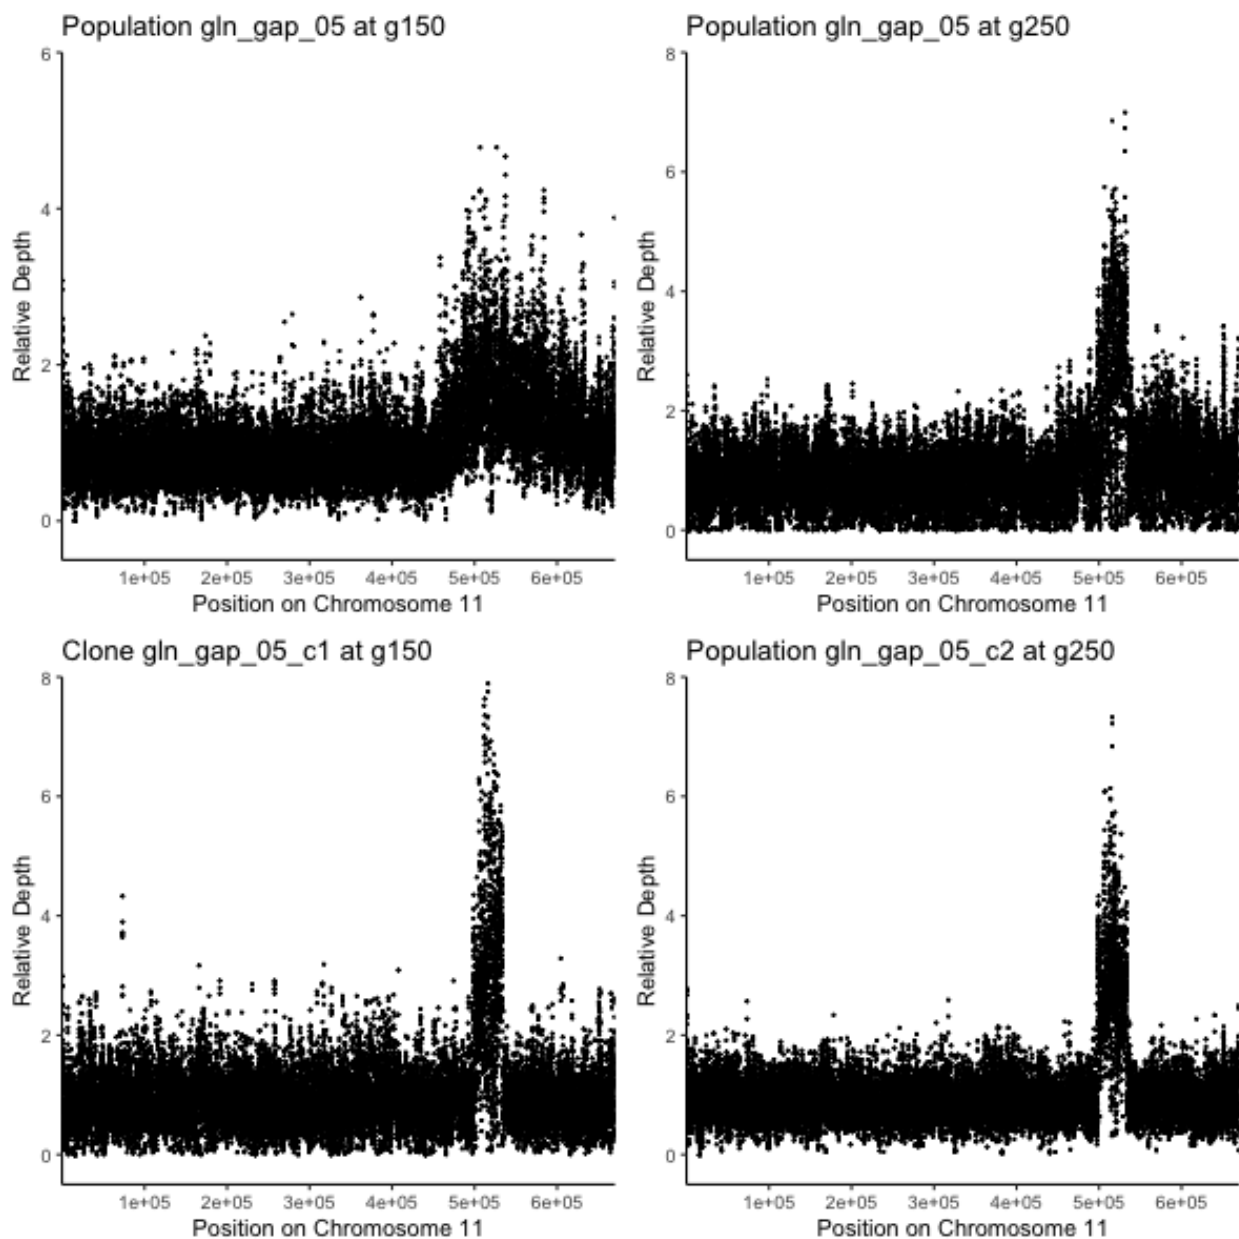 Population gln_gap_05 at g150
6
4
2
0
Relative Depth
1e+05 2e+05 3e+05 4e+05 5e+05 6e+05
Position on Chromosome 11
Population gln_gap_05 at g250
8
6
4
2
0
Relative Depth
1e+05 2e+05 3e+05 4e+05 5e+05 6e+05
Position on Chromosome 11
Clone gln_gap_05_c1 at g150
8
6
4
2
0
Relative Depth
1e+05 2e+05 3e+05 4e+05 5e+05 6e+05
Position on Chromosome 11
Population gln_gap_05_c2 at g250
8
6
4
2
0
Relative Depth
1e+05 2e+05 3e+05 4e+05 5e+05 6e+05
Position on Chromosome 11